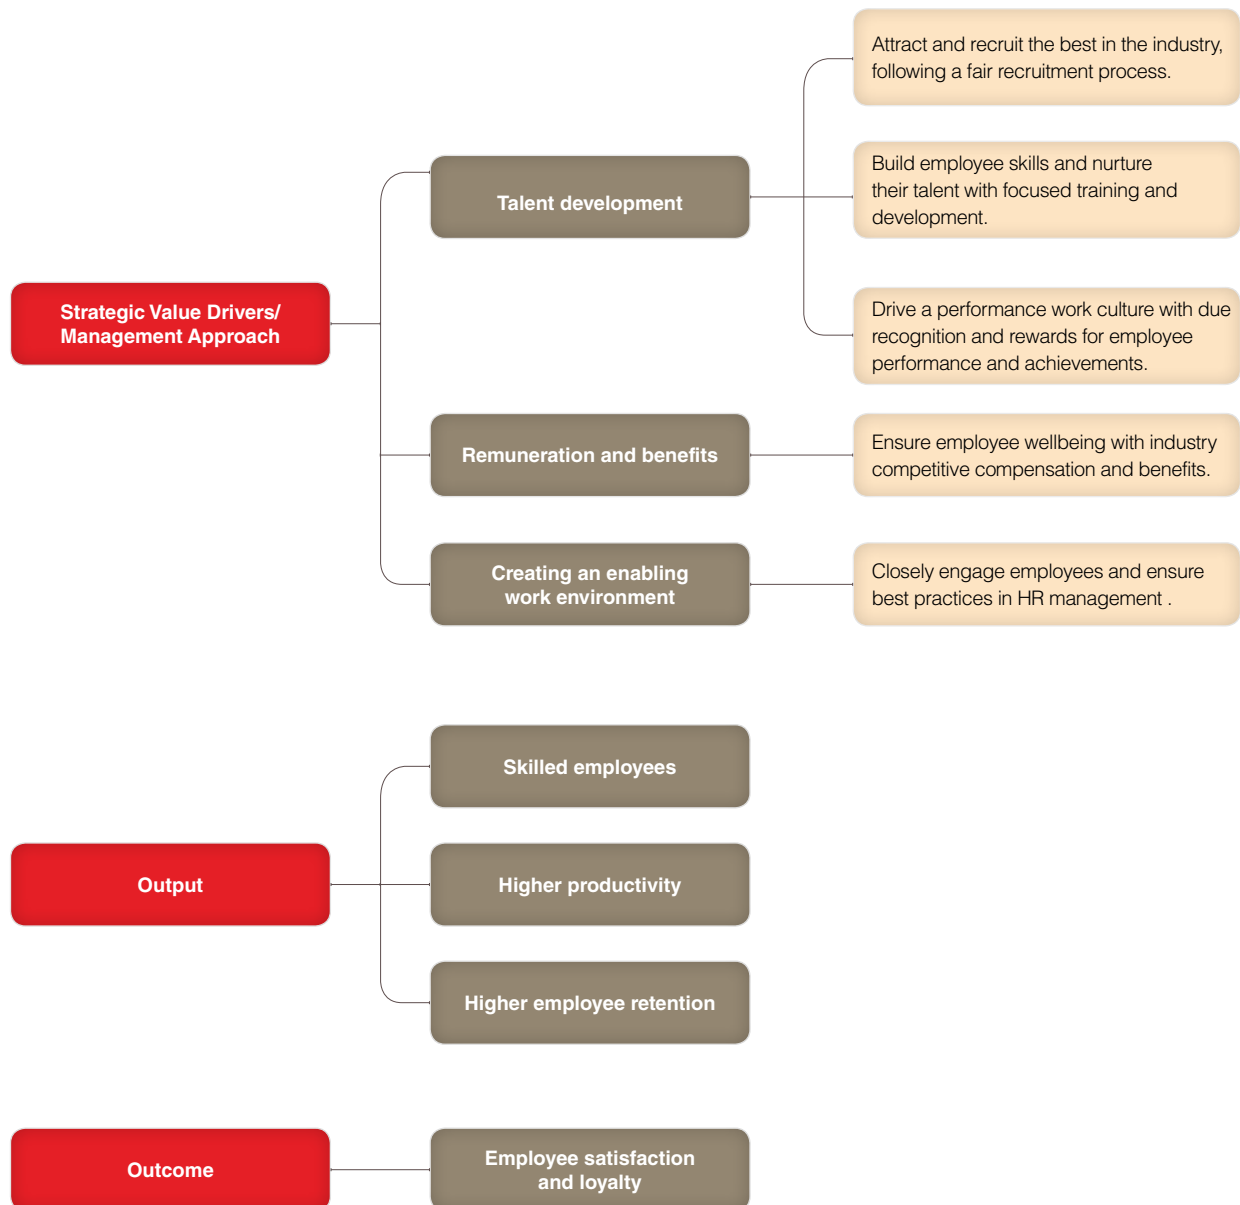 Strategic Value Drivers/
Management Approach
Talent development
Attract and recruit the best in the industry,
following a fair recruitment process.
Build employee skills and nurture
their talent with focused training and
development.
Drive a performance work culture with due
recognition and rewards for employee
performance and achievements.
Remuneration and benefits
Ensure employee wellbeing with industry
competitive compensation and benefits.
Creating an enabling
work environment
Closely engage employees and ensure
best practices in HR management .
Output
Skilled employees
Higher productivity
Higher employee retention
Outcome
Employee satisfaction
and loyalty